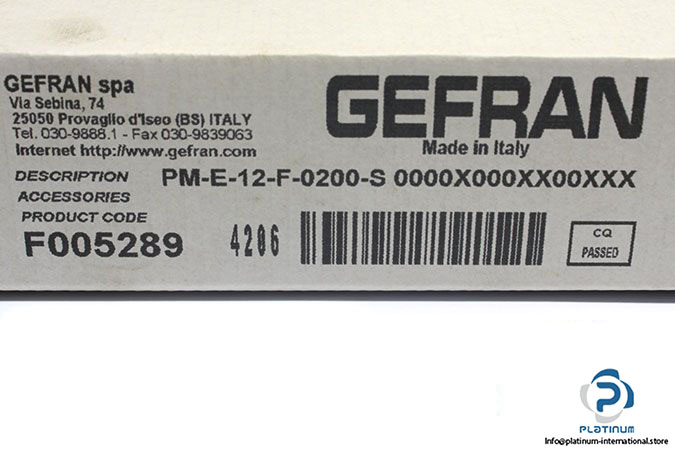 GEFRAN spa
Via Sebina, 74
25050 Provaglio d'Iseo (BS) ITALY
Tel. 030-9888.1 - Fax 030-9839063
Internet http://www.gefran.com
GEFRAN
Made in Italy
DESCRIPTION PM-E-12-F-0200-S 0000X000XX00XXX
ACCESSORIES
PRODUCT CODE
F005289 4206
CQ
PASSED
PLATINUM
Info@platinum-international.store